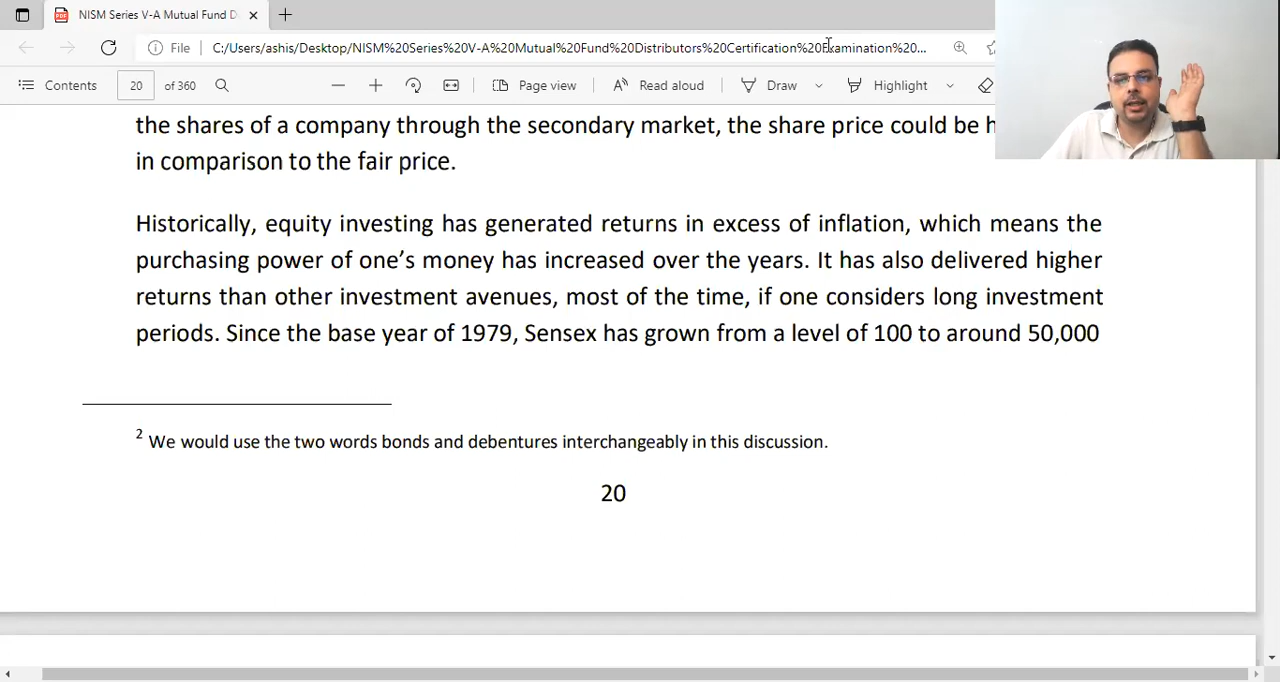 NISM Series V-A Mutual Fund D
File
C:/Users/ashis/Desktop/NISM%20Series%20V-A%20Mutual%20Fund%20Distributors%20Certification%20Examination%20...
Contents 20 of 360 Page view Read aloud Draw Highlight
the shares of a company through the secondary market, the share price could be
in comparison to the fair price.
Historically, equity investing has generated returns in excess of inflation, which means the
purchasing power of one’s money has increased over the years. It has also delivered higher
returns than other investment avenues, most of the time, if one considers long investment
periods. Since the base year of 1979, Sensex has grown from a level of 100 to around 50,000
2 We would use the two words bonds and debentures interchangeably in this discussion.
20